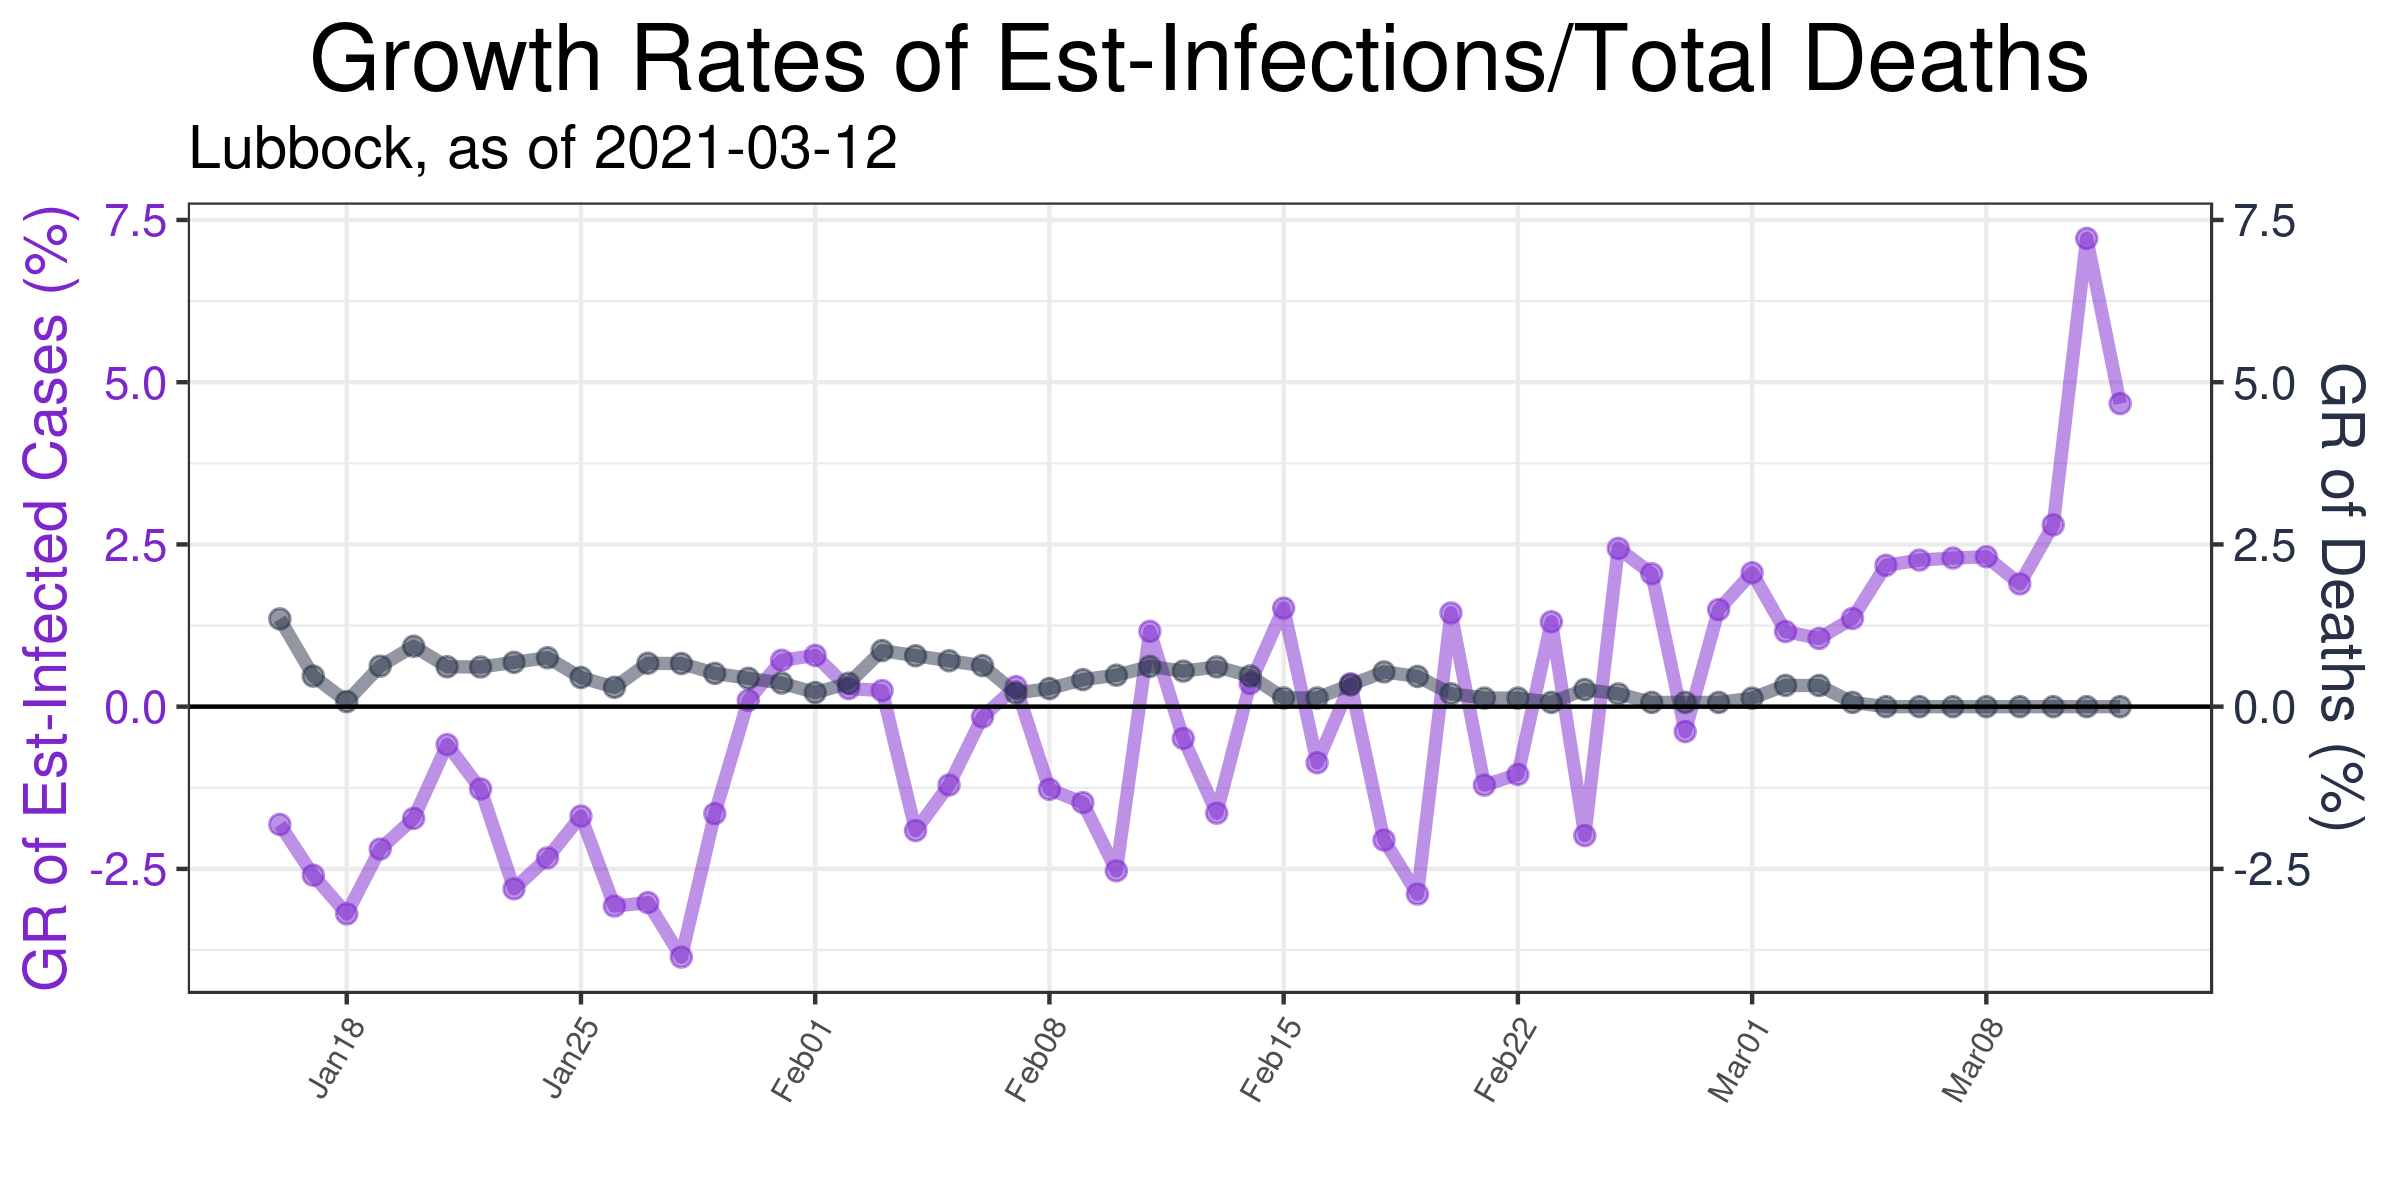 Growth Rates of Est-Infections/Total Deaths
Lubbock, as of 2021-03-12
GR of Est-Infected Cases (%)
7.5
5.0
2.5
0.0
-2.5
7.5
5.0
2.5
0.0
-2.5
GR of Deaths (%)
Jan18
Jan25
Feb01
Feb08
Feb15
Feb22
Mar01
Mar08